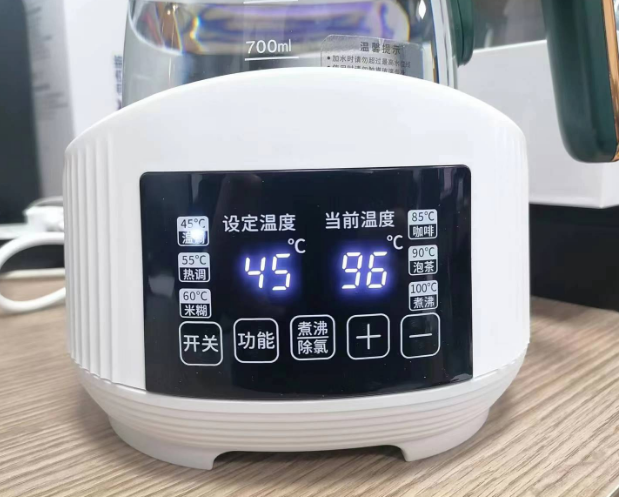 700ml
温馨提示
设定温度
当前温度
45℃
温调
55℃
热调
60℃
米糊
45℃
96℃
85℃
咖啡
90℃
泡茶
100℃
煮沸
开关
功能
煮沸
除氯
+
−